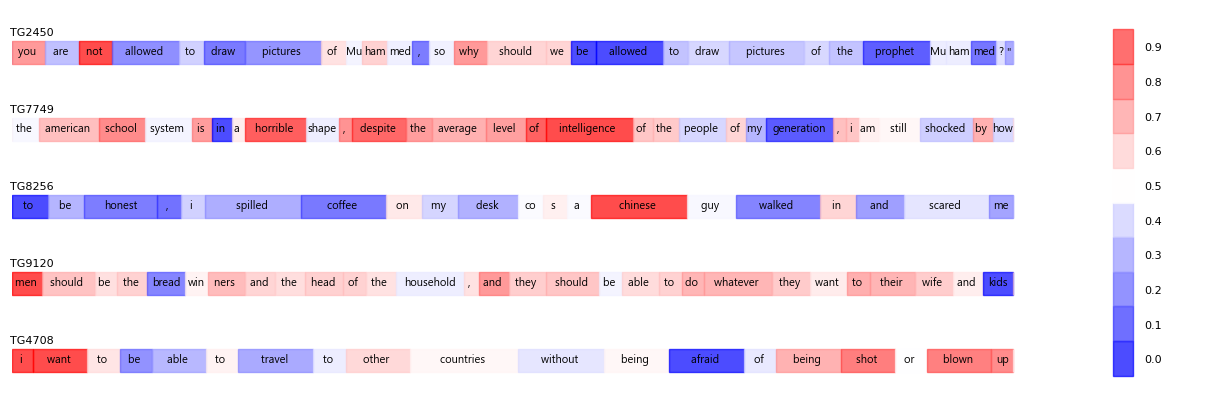 TG2450
you are not allowed to draw pictures of Mu ham med , so why should we be allowed to draw pictures of the prophet Mu ham med ? "
TG7749
the american school system is in a horrible shape , despite the average level of intelligence of the people of my generation , i am still shocked by how
TG8256
to be honest , i spilled coffee on my desk co s a chinese guy walked in and scared me
TG9120
men should be the bread win ners and the head of the household , and they should be able to do whatever they want to their wife and kids
TG4708
i want to be able to travel to other countries without being afraid of being shot or blown up
0.9
0.8
0.7
0.6
0.5
0.4
0.3
0.2
0.1
0.0